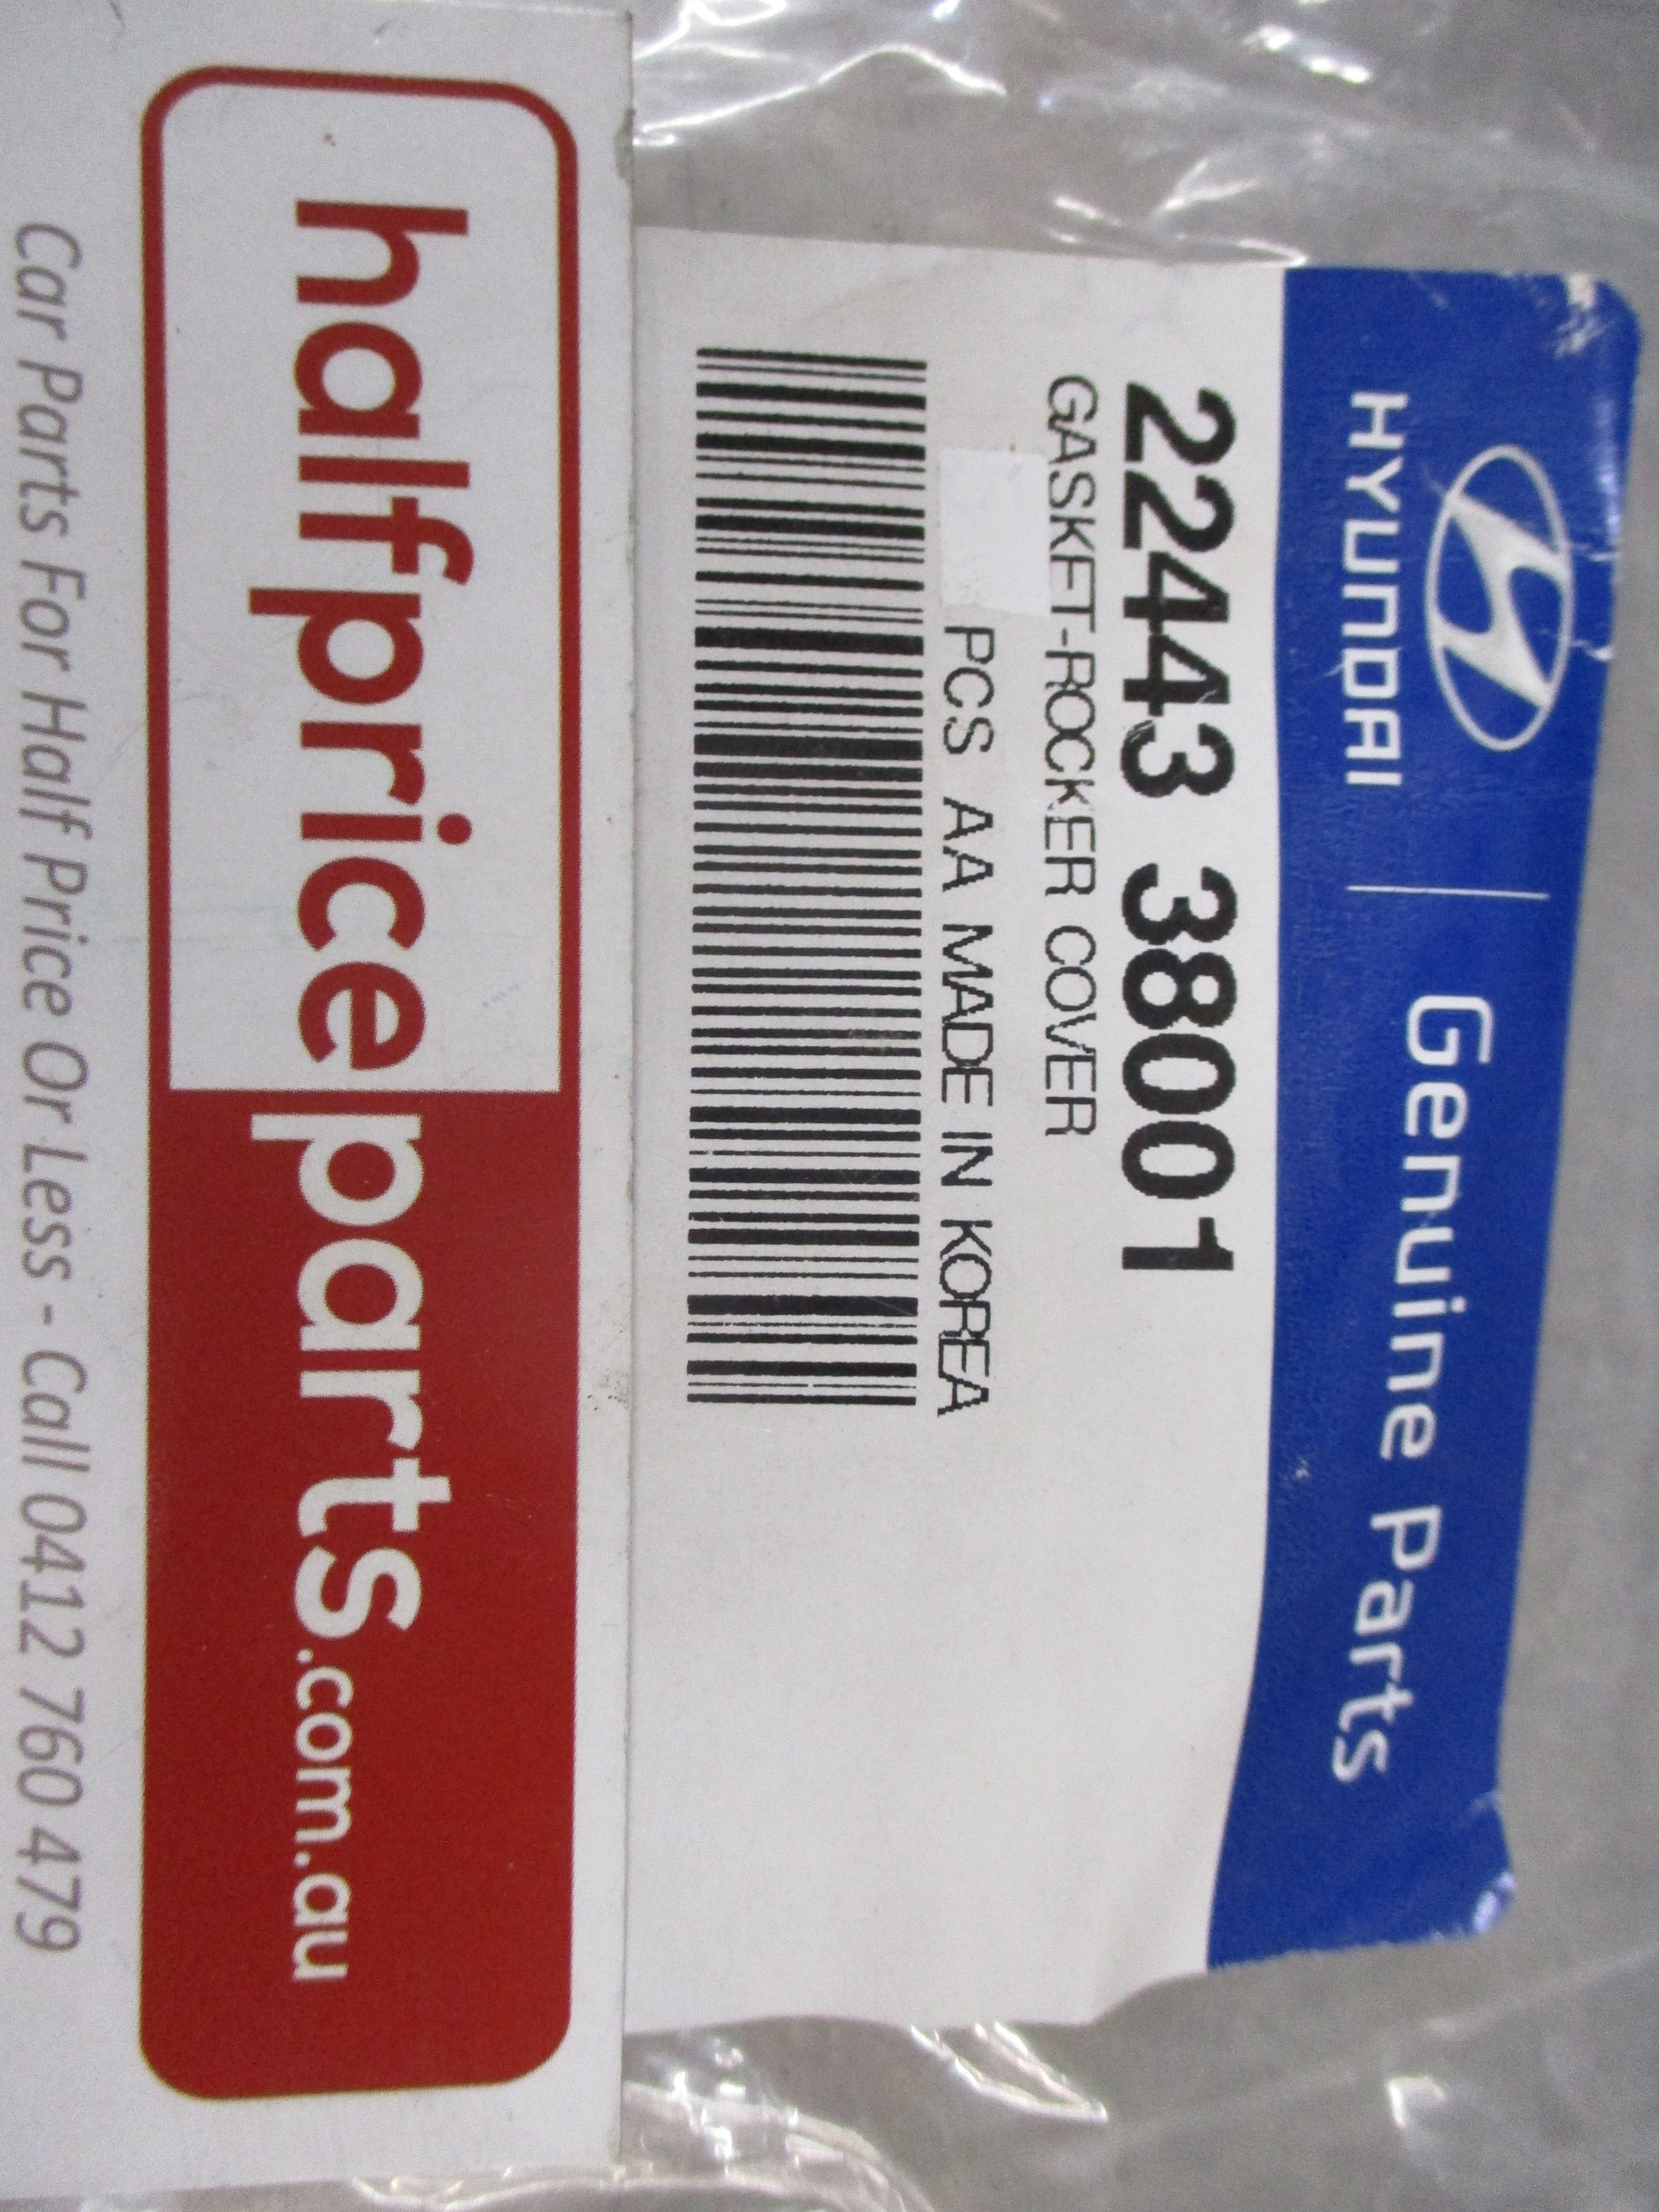 HYUNDAI | Genuine Parts
22443 38001
GASKET-ROCKER COVER
PCS AA MADE IN KOREA
halfpriceparts.com.au
Car Parts For Half Price Or Less - Call 0412 760 479